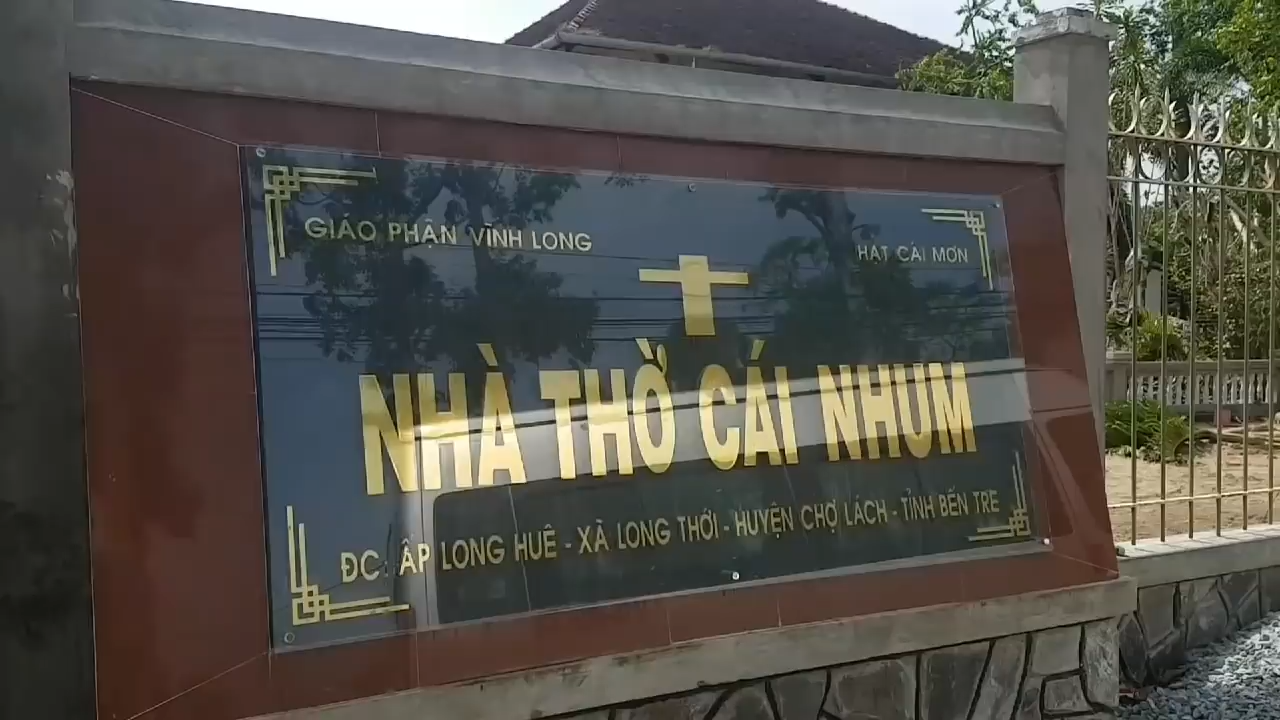 GIÁO PHẬN VĨNH LONG
HẠT CÁI MƠN
NHÀ THỜ CÁI NHUM
ĐC: ẤP LONG HUÊ - XÃ LONG THỚI - HUYỆN CHỢ LÁCH - TỈNH BẾN TRE